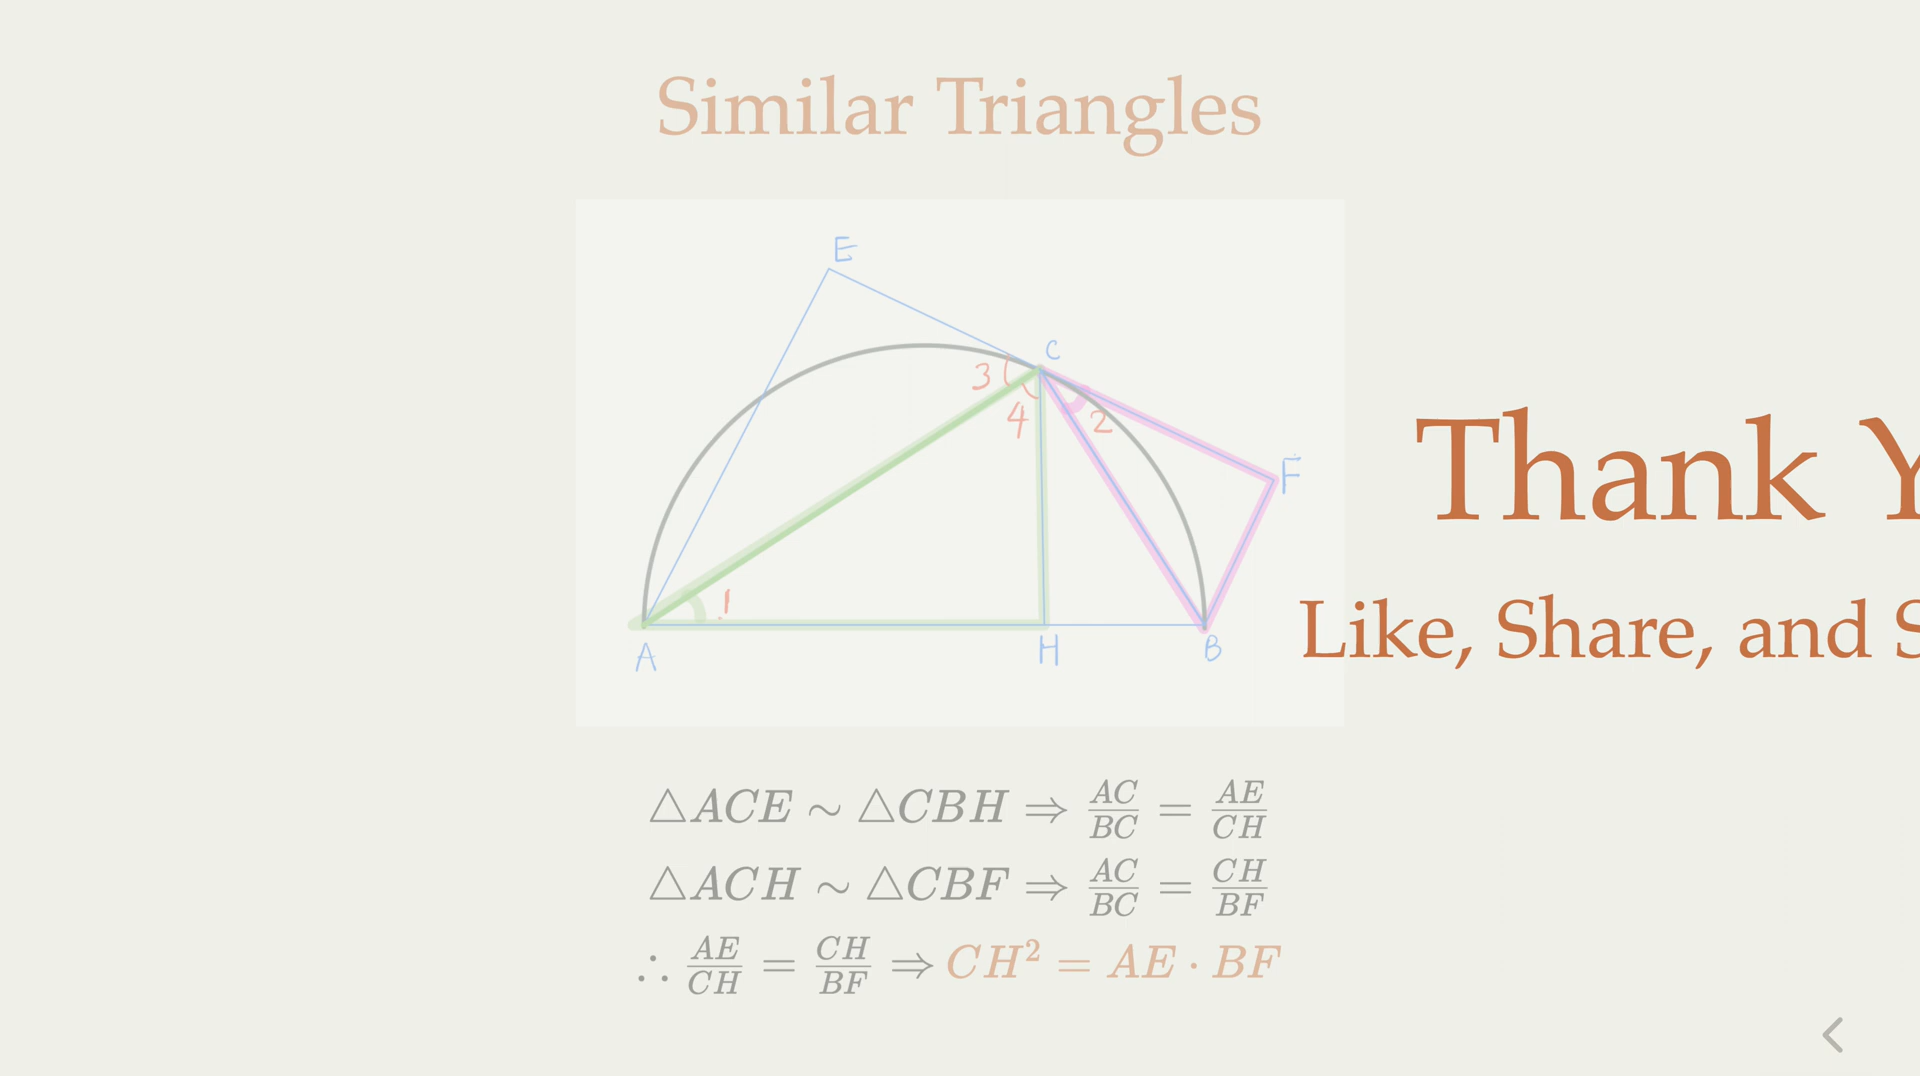 Similar Triangles
E
C
3
4
2
F
1
A
H
B
Thank Y
Like, Share, and S
△ACE ∼ △CBH ⇒ AC/BC = AE/CH
△ACH ∼ △CBF ⇒ AC/BC = CH/BF
∴ AE/CH = CH/BF ⇒ CH² = AE · BF